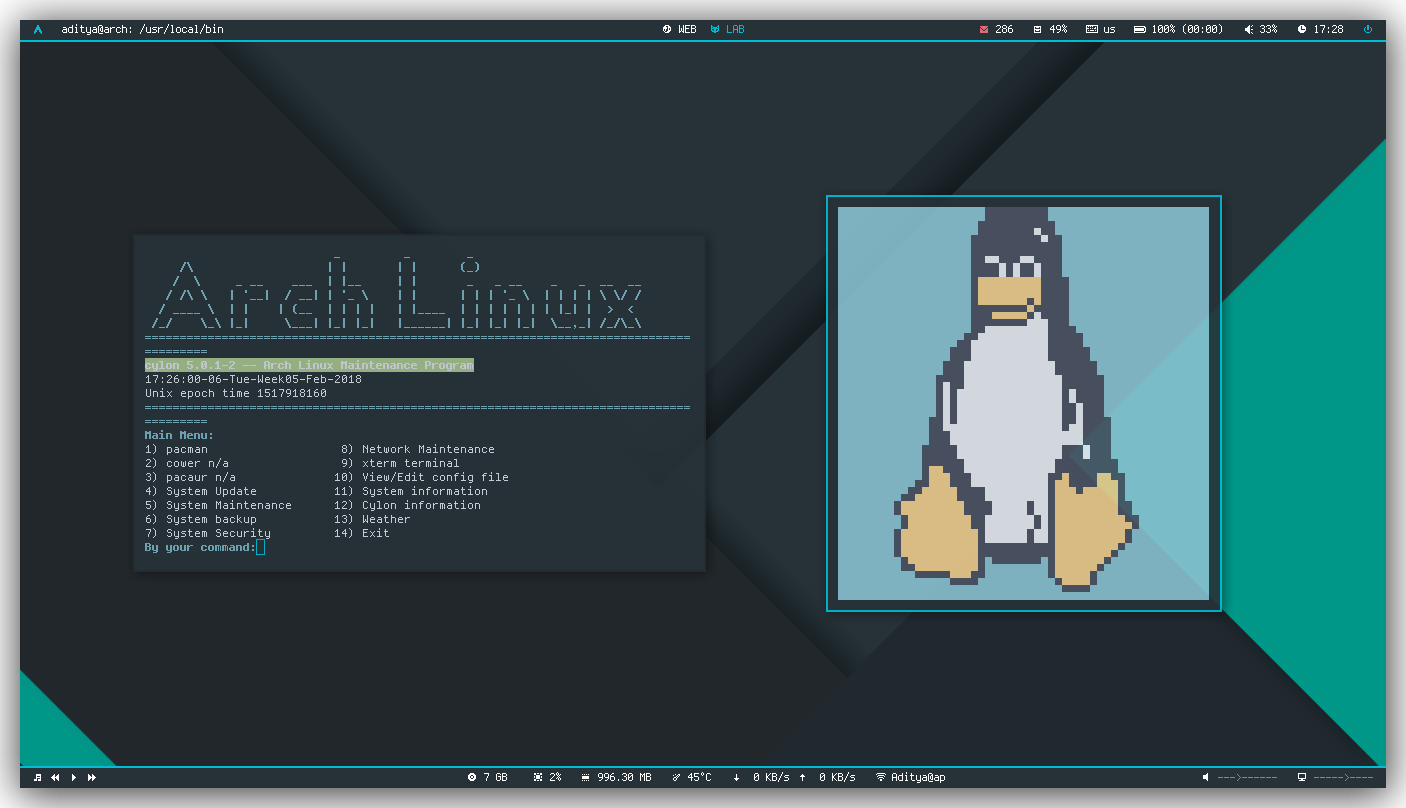 aditya@arch: /usr/local/bin WEB LAB 286 49% us 100% (00:00) 33% 17:28
Arch Linux
==============================================================================
=========
cylon 5.0.1-2 -- Arch Linux Maintenance Program
17:26:00-06-Tue-Week05-Feb-2018
Unix epoch time 1517918160
==============================================================================
=========
Main Menu:
1) pacman 8) Network Maintenance
2) cower n/a 9) xterm terminal
3) pacaur n/a 10) View/Edit config file
4) System Update 11) System information
5) System Maintenance 12) Cylon information
6) System backup 13) Weather
7) System Security 14) Exit
By your command:
7 GB 2% 996.30 MB 45°C ↓ 0 KB/s ↑ 0 KB/s Aditya@ap --->------ ----->----